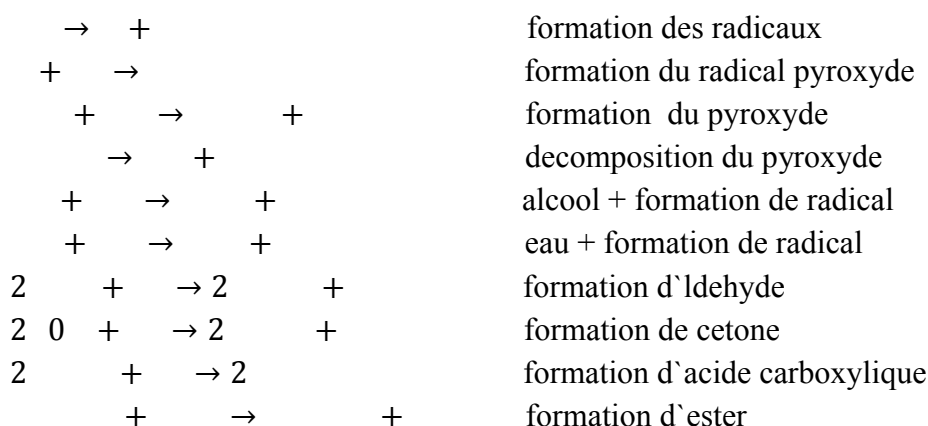 → + formation des radicaux
+ → formation du radical pyroxyde
+ → + formation du pyroxyde
→ + decomposition du pyroxyde
+ → + alcool + formation de radical
+ → + eau + formation de radical
2 + → 2 + formation d`ldehyde
2 0 + → 2 + formation de cetone
2 + → 2 formation d`acide carboxylique
+ → + formation d`ester